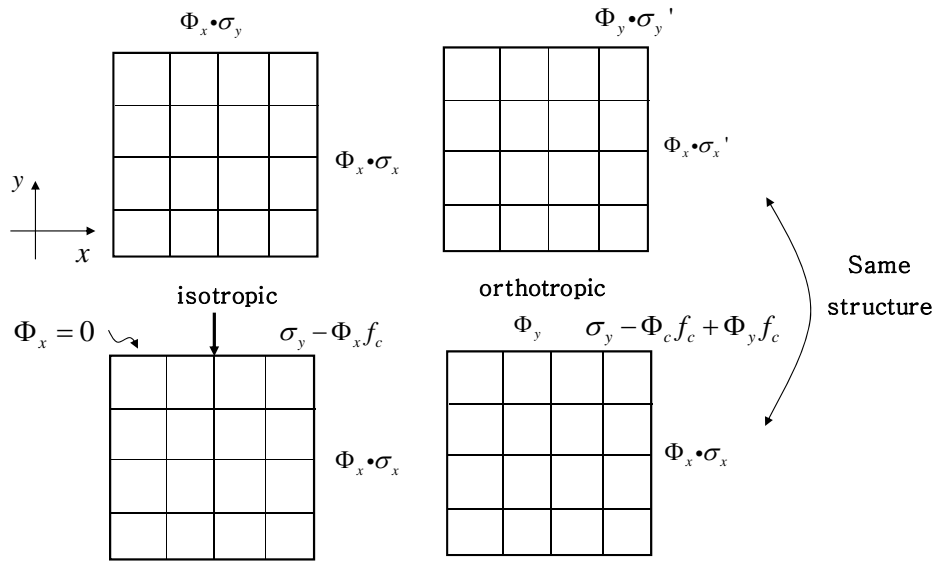 Φx•σy
Φy•σy'
Φx•σx
Φx•σx'
y
x
isotropic
orthotropic
Same
structure
Φx = 0
σy − Φx fc
Φy
σy − Φc fc + Φy fc
Φx•σx
Φx•σx